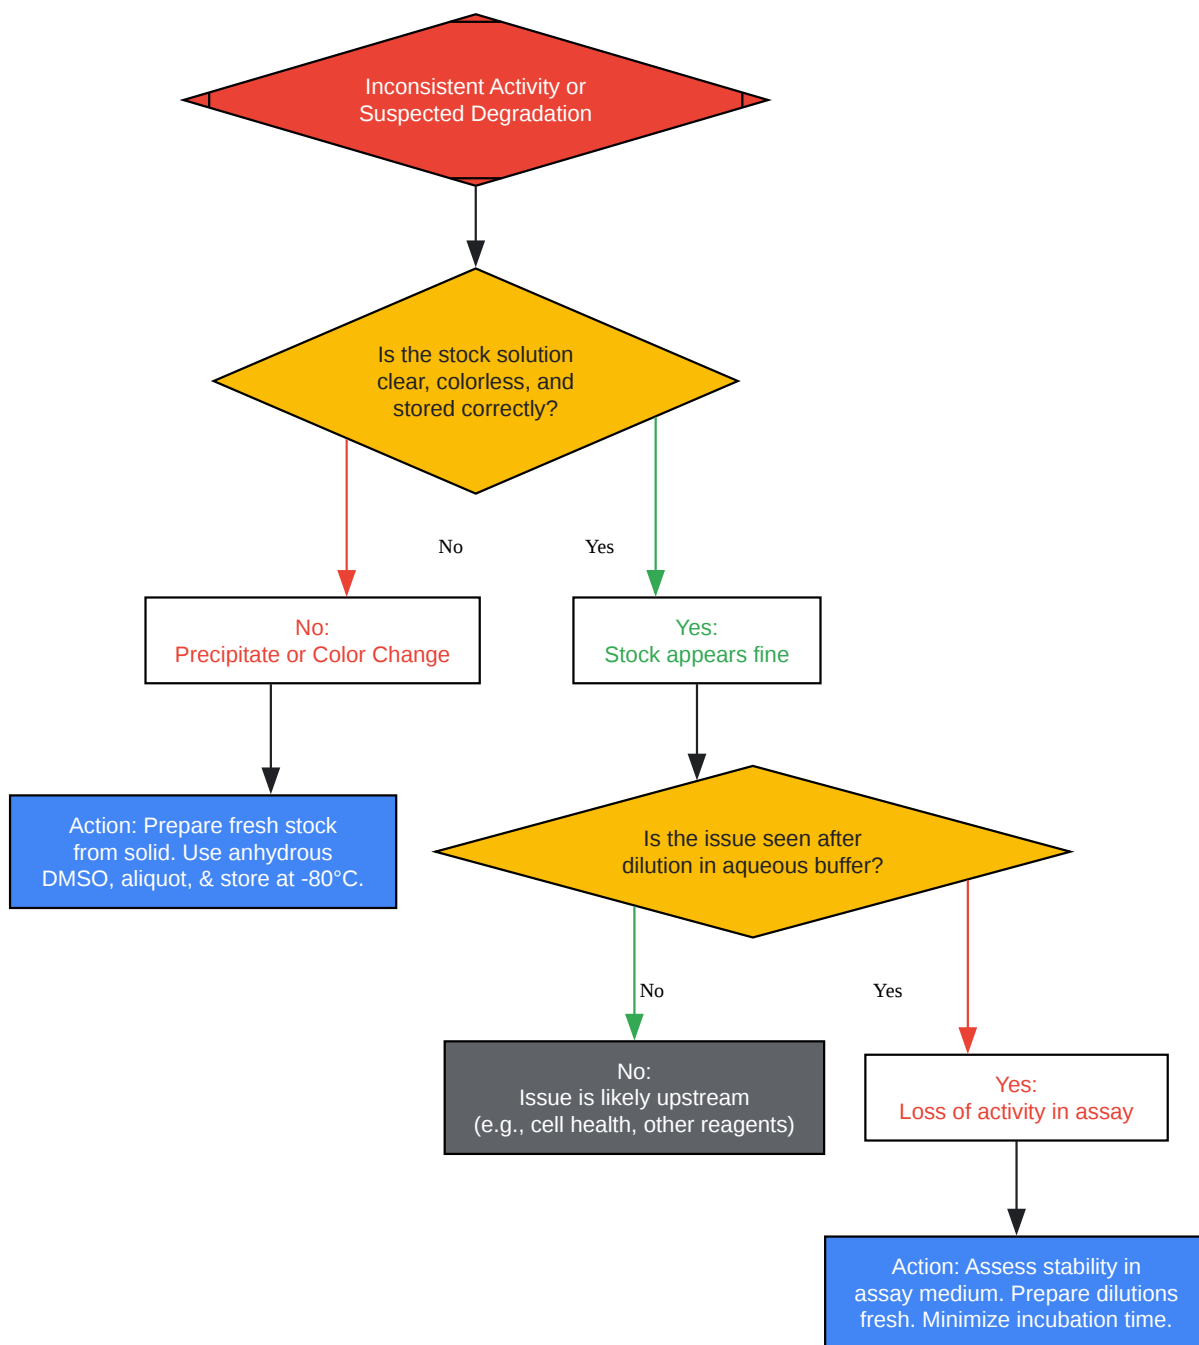 Inconsistent Activity or
Suspected Degradation
Is the stock solution
clear, colorless, and
stored correctly?
No
Yes
No:
Precipitate or Color Change
Yes:
Stock appears fine
Action: Prepare fresh stock
from solid. Use anhydrous
DMSO, aliquot, & store at -80°C.
Is the issue seen after
dilution in aqueous buffer?
No
Yes
No:
Issue is likely upstream
(e.g., cell health, other reagents)
Yes:
Loss of activity in assay
Action: Assess stability in
assay medium. Prepare dilutions
fresh. Minimize incubation time.